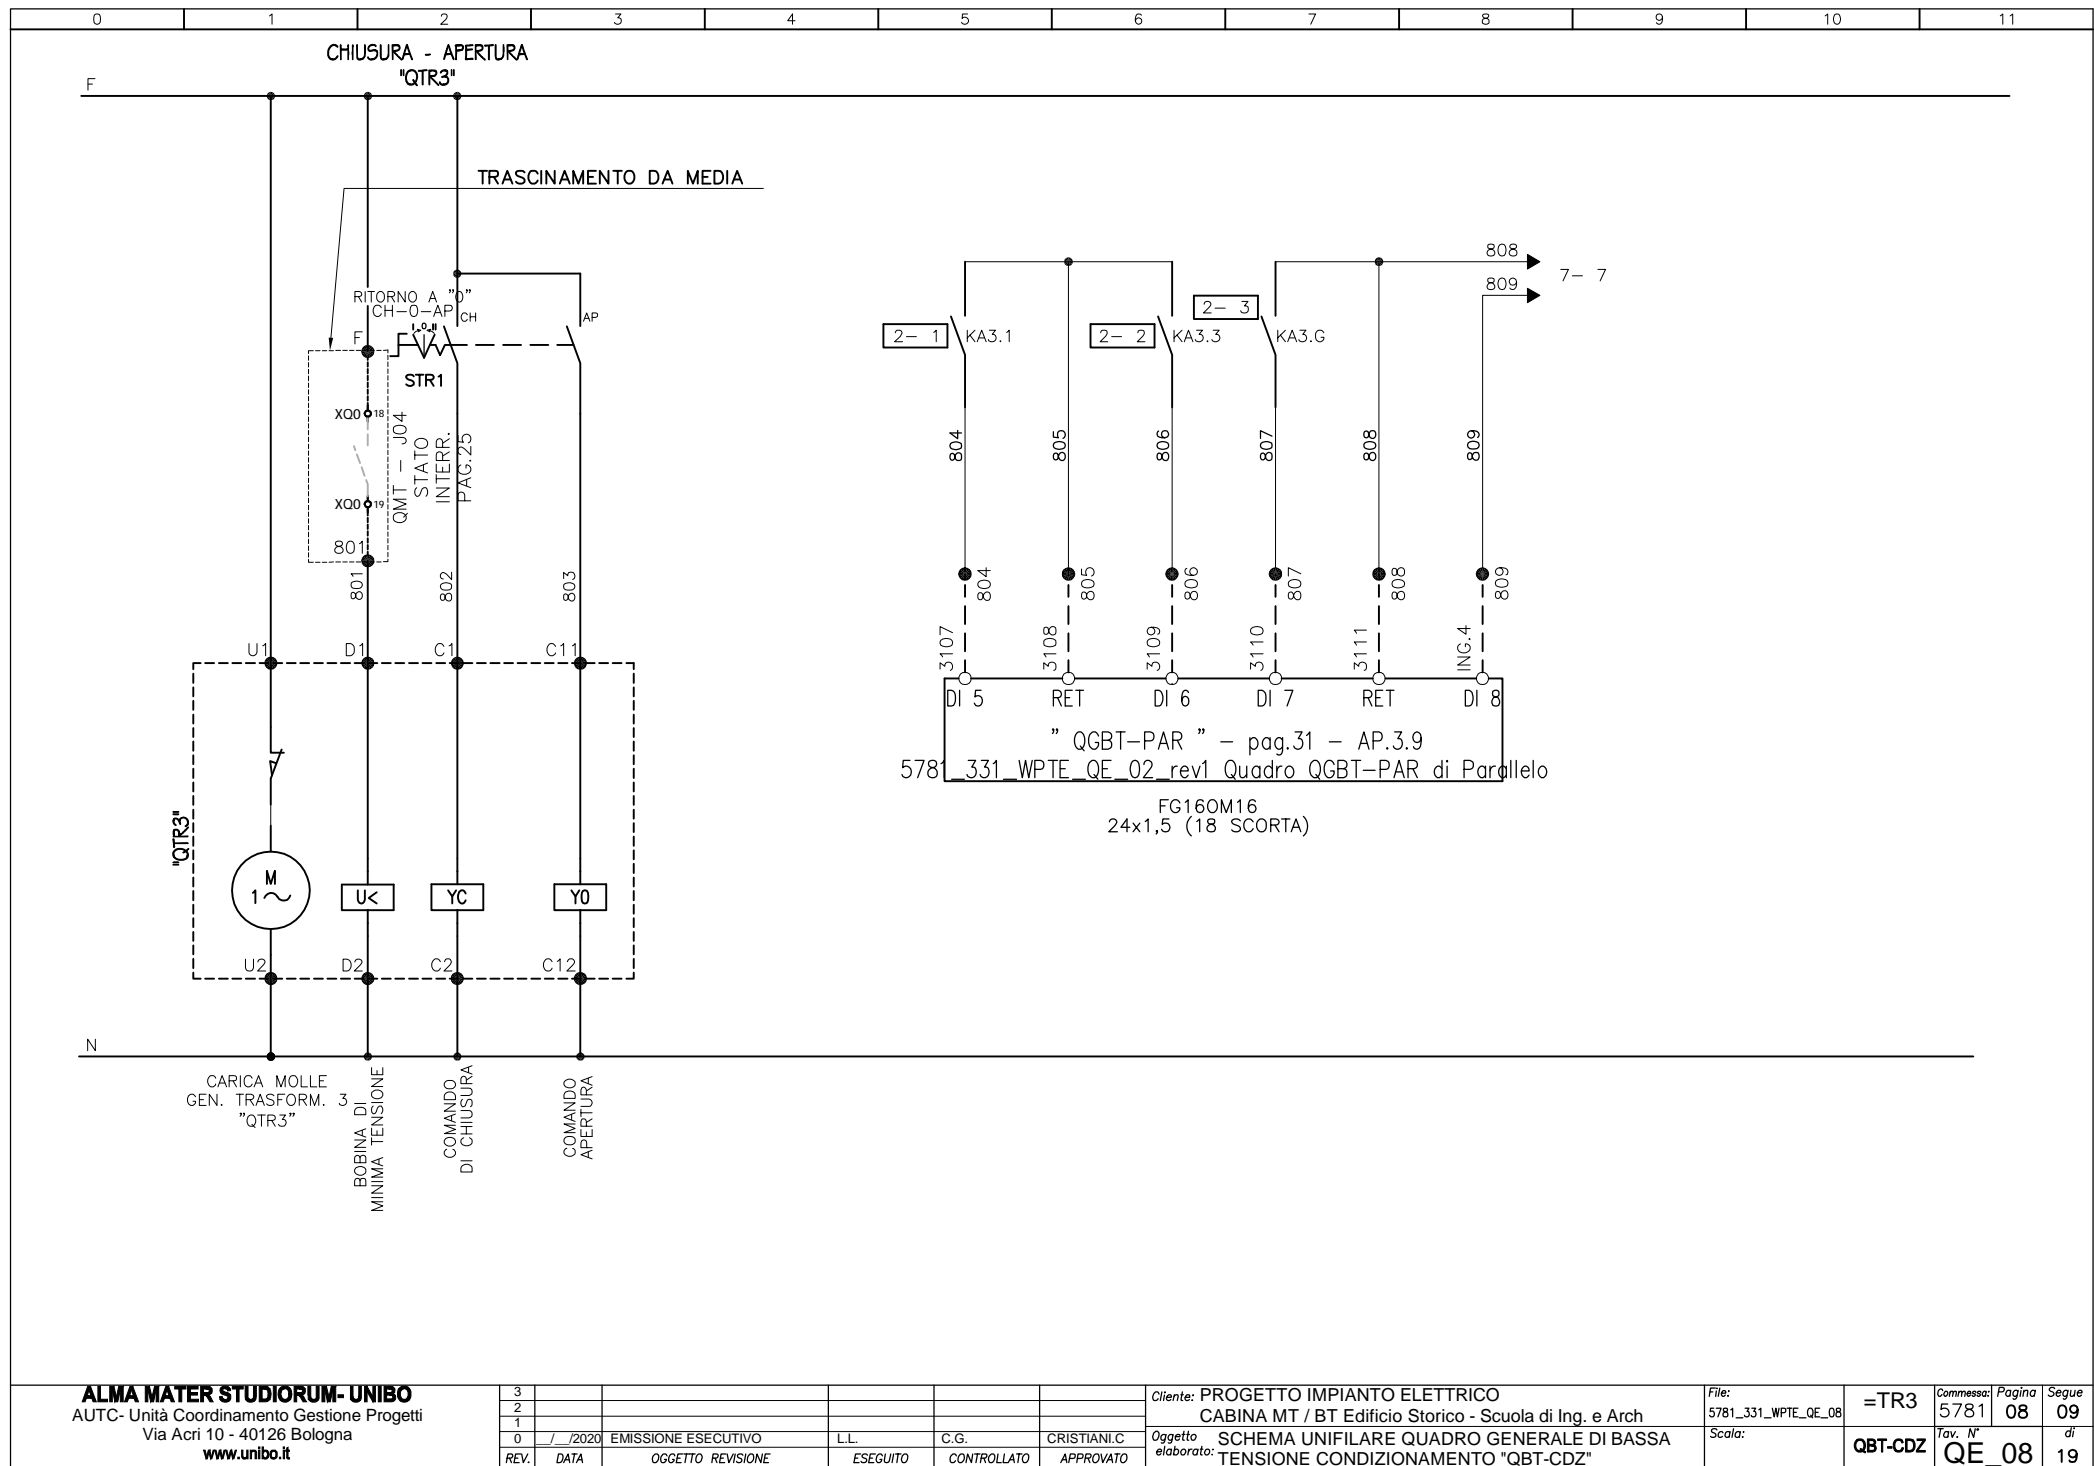 0 1 2 3 4 5 6 7 8 9 10 11
CHIUSURA - APERTURA
"QTR3"
F
TRASCINAMENTO DA MEDIA
RITORNO A "0"
CH-0-AP
I 0 II
CH
AP
F
STR1
XQ0 18
XQ0 19
QMT - J04
STATO
INTERR.
PAG.25
801
801
802
803
U1
D1
C1
C11
"QTR3"
M
1
U<
YC
YO
U2
D2
C2
C12
N
CARICA MOLLE
GEN. TRASFORM. 3
"QTR3"
BOBINA DI
MINIMA TENSIONE
COMANDO
DI CHIUSURA
COMANDO
APERTURA
808
809
7- 7
2- 1
KA3.1
2- 2
KA3.3
2- 3
KA3.G
804
805
806
807
808
809
804
805
806
807
808
809
3107
3108
3109
3110
3111
ING.4
DI 5
RET
DI 6
DI 7
RET
DI 8
" QGBT-PAR " - pag.31 - AP.3.9
5781_331_WPTE_QE_02_rev1 Quadro QGBT-PAR di Parallelo
FG16OM16
24x1,5 (18 SCORTA)
ALMA MATER STUDIORUM- UNIBO
AUTC- Unità Coordinamento Gestione Progetti
Via Acri 10 - 40126 Bologna
www.unibo.it
3
2
1
0 __/__/2020 EMISSIONE ESECUTIVO L.L. C.G. CRISTIANI.C
REV. DATA OGGETTO REVISIONE ESEGUITO CONTROLLATO APPROVATO
Cliente: PROGETTO IMPIANTO ELETTRICO
CABINA MT / BT Edificio Storico - Scuola di Ing. e Arch
Oggetto elaborato: SCHEMA UNIFILARE QUADRO GENERALE DI BASSA
TENSIONE CONDIZIONAMENTO "QBT-CDZ"
File:
5781_331_WPTE_QE_08
Scala:
=TR3
QBT-CDZ
Commessa:
5781
Pagina
08
Segue
09
Tav. N°
QE_08
di
19